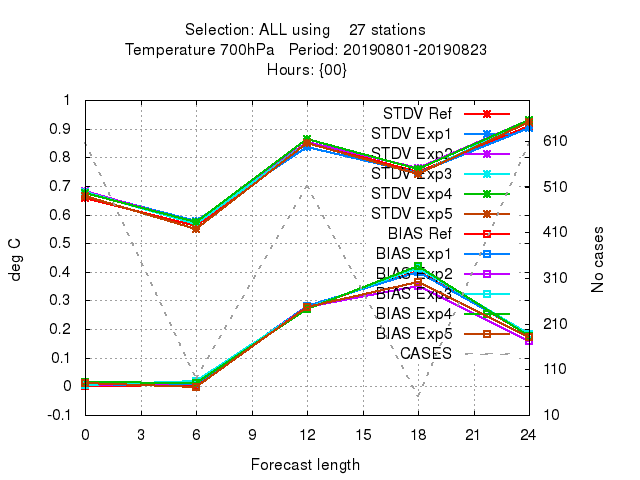 Selection: ALL using 27 stations
Temperature 700hPa Period: 20190801-20190823
Hours: {00}
1
0.9
0.8
0.7
0.6
0.5
0.4
0.3
0.2
0.1
0
-0.1
deg C
STDV Ref
STDV Exp1
STDV Exp2
STDV Exp3
STDV Exp4
STDV Exp5
BIAS Ref
BIAS Exp1
BIAS Exp2
BIAS Exp3
BIAS Exp4
BIAS Exp5
CASES
610
510
410
310
210
110
10
No cases
0 3 6 9 12 15 18 21 24
Forecast length